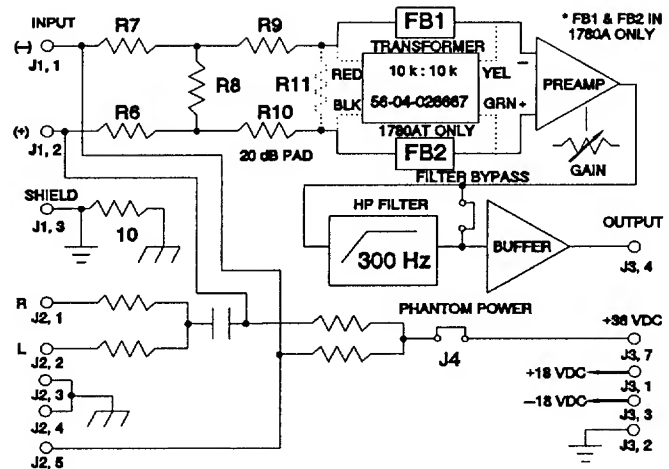 INPUT
(–)
J1, 1
R7
R9
FB1
* FB1 & FB2 IN
1780A ONLY
TRANSFORMER
R8
R11
RED
10 k : 10 k
YEL
–
PREAMP
BLK
56-04-026667
GRN
+
(+)
J1, 2
R6
R10
1780AT ONLY
20 dB PAD
FB2
GAIN
FILTER BYPASS
SHIELD
J1, 3
10
HP FILTER
300 Hz
BUFFER
OUTPUT
J3, 4
R
J2, 1
L
J2, 2
J2, 3
J2, 4
J2, 5
PHANTOM POWER
J4
+36 VDC
J3, 7
+18 VDC
J3, 1
–18 VDC
J3, 3
J3, 2